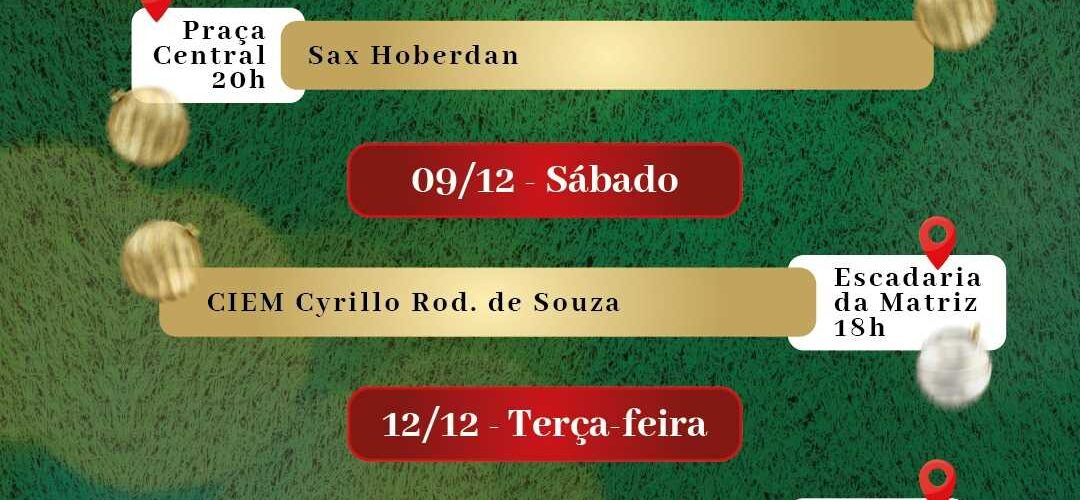 Praça
Central
20h
Sax Hoberdan
09/12 - Sábado
CIEM Cyrillo Rod. de Souza
Escadaria
da Matriz
18h
12/12 - Terça-feira